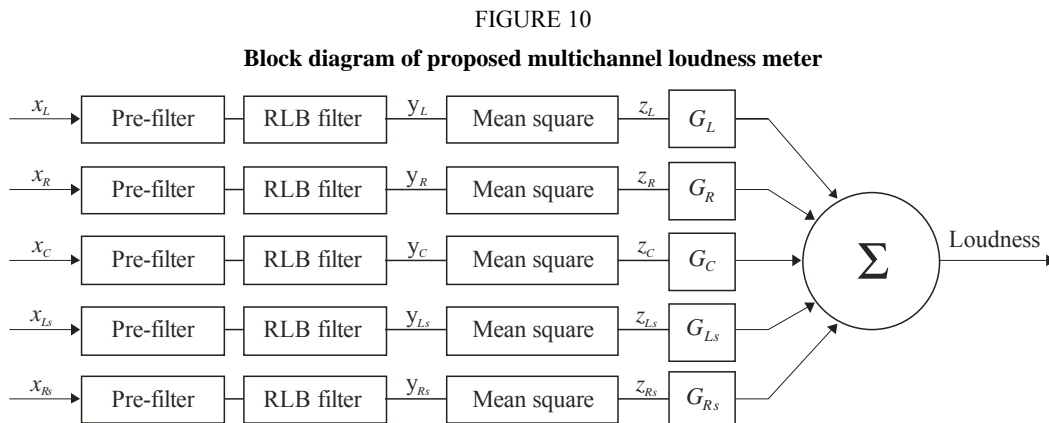 FIGURE 10
Block diagram of proposed multichannel loudness meter
x_L Pre-filter RLB filter y_L Mean square z_L G_L
x_R Pre-filter RLB filter y_R Mean square z_R G_R
x_C Pre-filter RLB filter y_C Mean square z_C G_C
x_Ls Pre-filter RLB filter y_Ls Mean square z_Ls G_Ls
x_Rs Pre-filter RLB filter y_Rs Mean square z_Rs G_Rs
Σ
Loudness